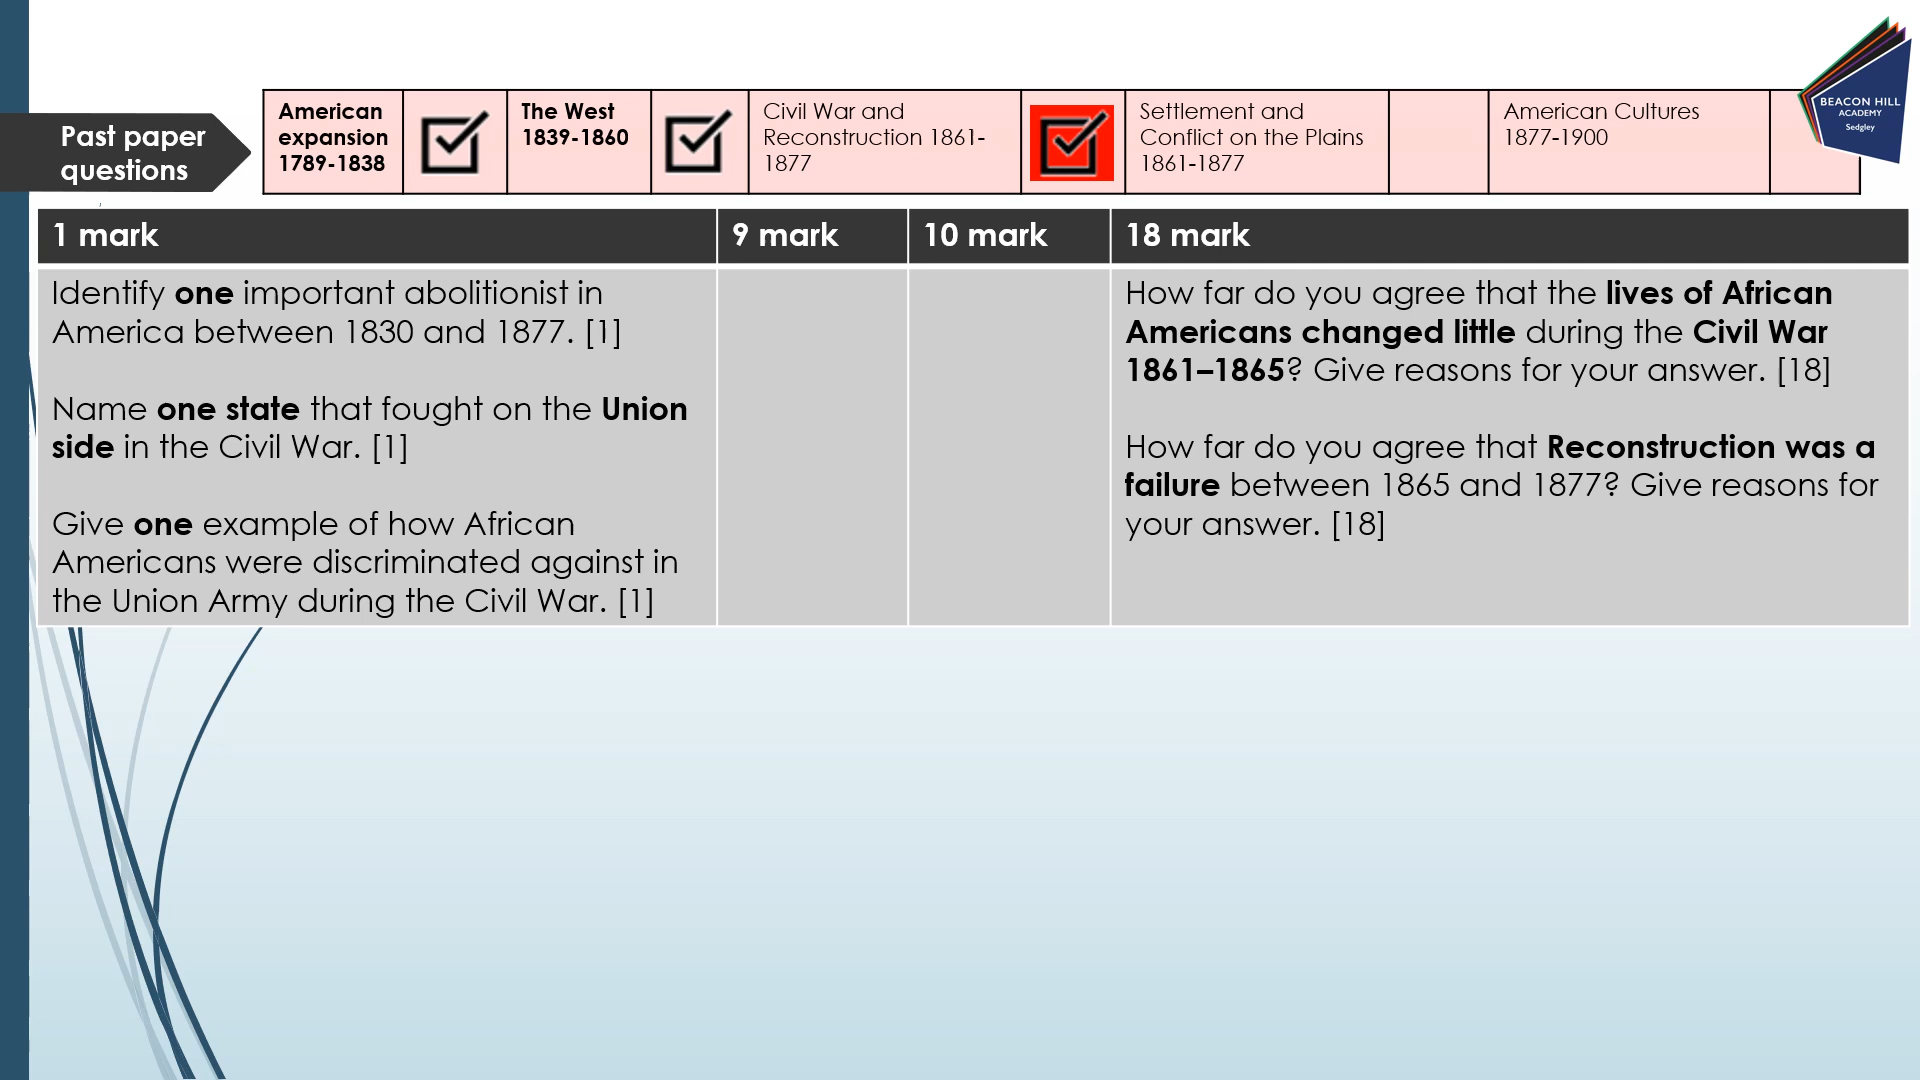 Past paper
questions
American
expansion
1789-1838
The West
1839-1860
Civil War and
Reconstruction 1861-
1877
Settlement and
Conflict on the Plains
1861-1877
American Cultures
1877-1900
BEACON HILL
ACADEMY
Sedgley
1 mark
9 mark
10 mark
18 mark
Identify one important abolitionist in
America between 1830 and 1877. [1]
Name one state that fought on the Union
side in the Civil War. [1]
Give one example of how African
Americans were discriminated against in
the Union Army during the Civil War. [1]
How far do you agree that the lives of African
Americans changed little during the Civil War
1861–1865? Give reasons for your answer. [18]
How far do you agree that Reconstruction was a
failure between 1865 and 1877? Give reasons for
your answer. [18]